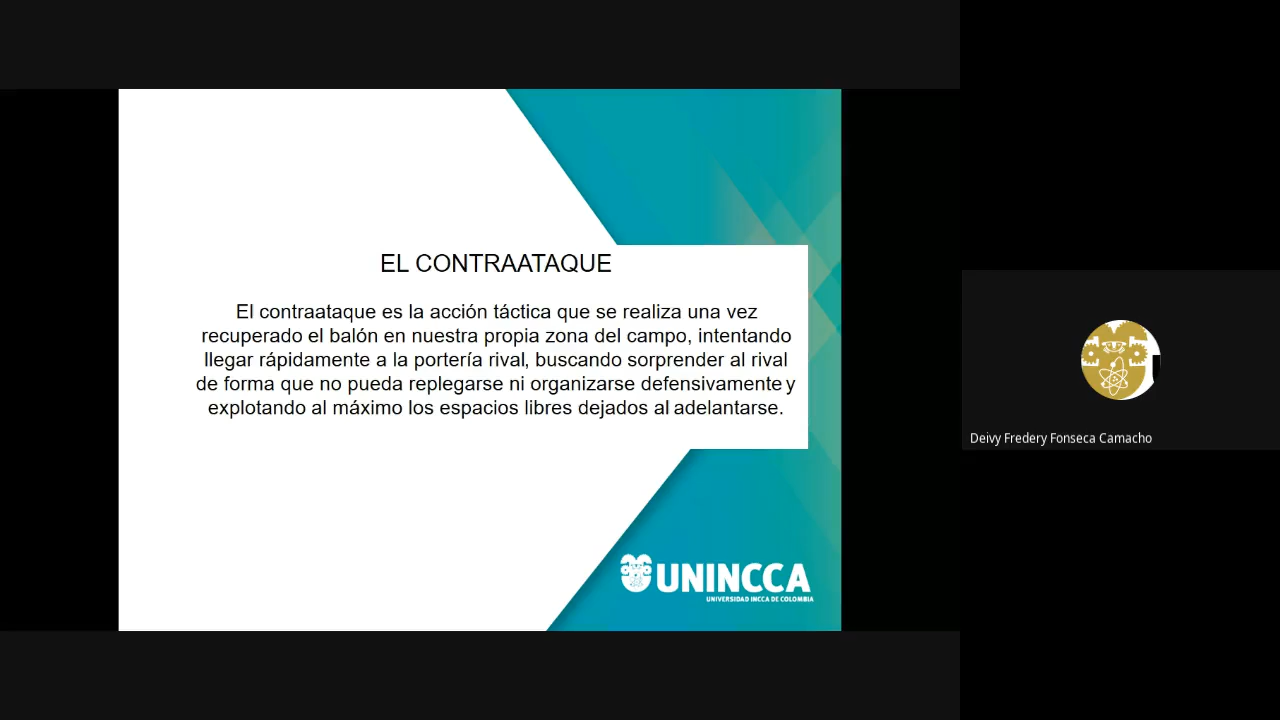 EL CONTRAATAQUE
El contraataque es la acción táctica que se realiza una vez
recuperado el balón en nuestra propia zona del campo, intentando
llegar rápidamente a la portería rival, buscando sorprender al rival
de forma que no pueda replegarse ni organizarse defensivamente y
explotando al máximo los espacios libres dejados al adelantarse.
Deivy Fredery Fonseca Camacho
UNINCCA
UNIVERSIDAD INCCA DE COLOMBIA